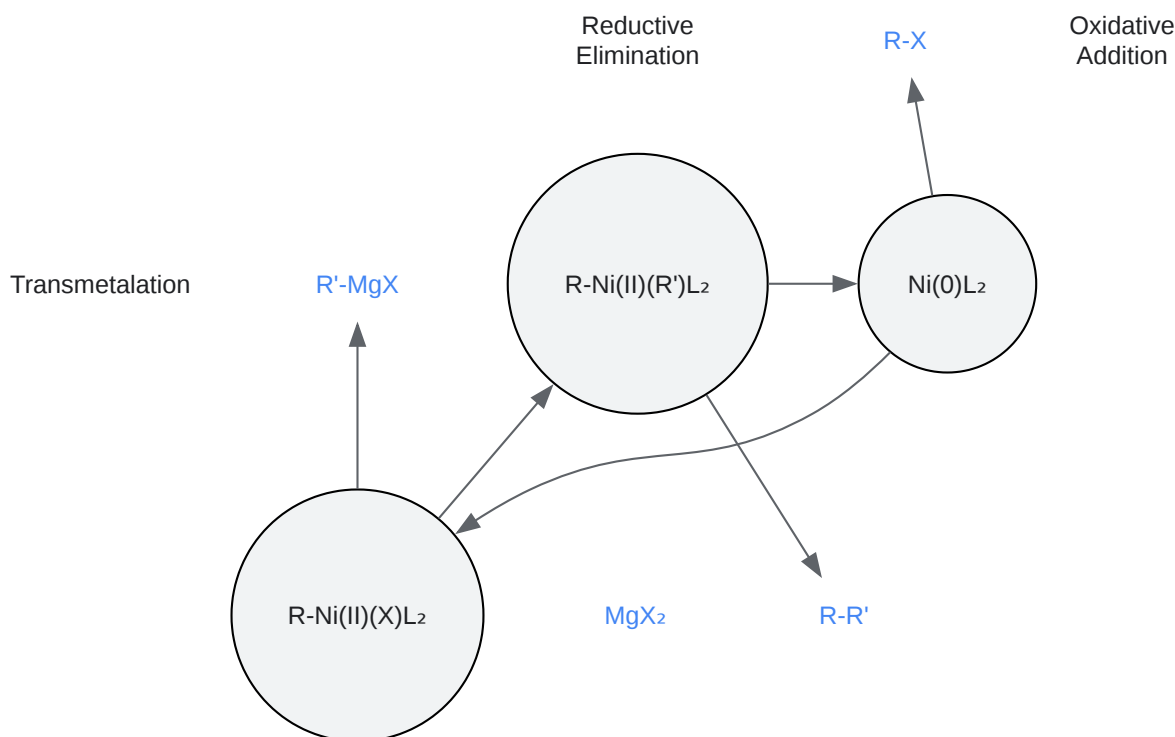 Reductive
Elimination
R-X
Oxidative
Addition
Transmetalation
R'-MgX
R-Ni(II)(R')L₂
Ni(0)L₂
R-Ni(II)(X)L₂
MgX₂
R-R'